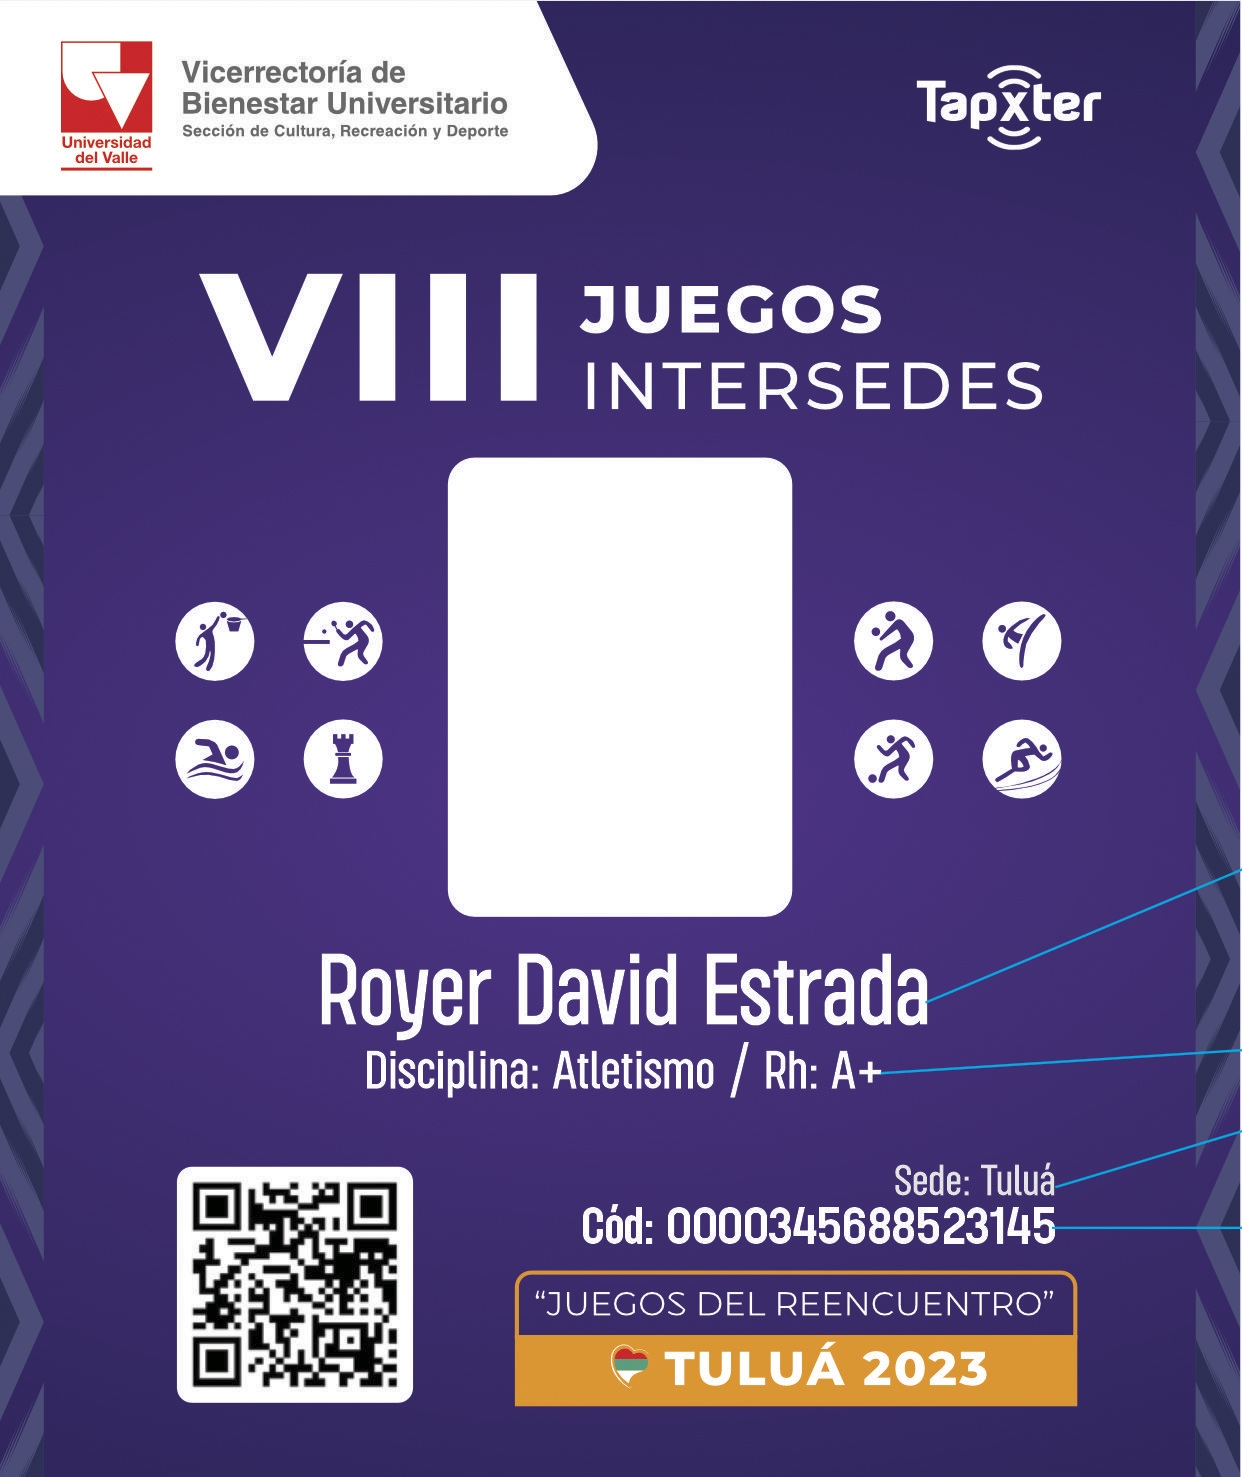 Universidad
del Valle
Vicerrectoría de
Bienestar Universitario
Sección de Cultura, Recreación y Deporte
Tapxter
VIII JUEGOS
INTERSEDES
Royer David Estrada
Disciplina: Atletismo / Rh: A+
Sede: Tuluá
Cód: 0000345688523145
“JUEGOS DEL REENCUENTRO”
TULUÁ 2023